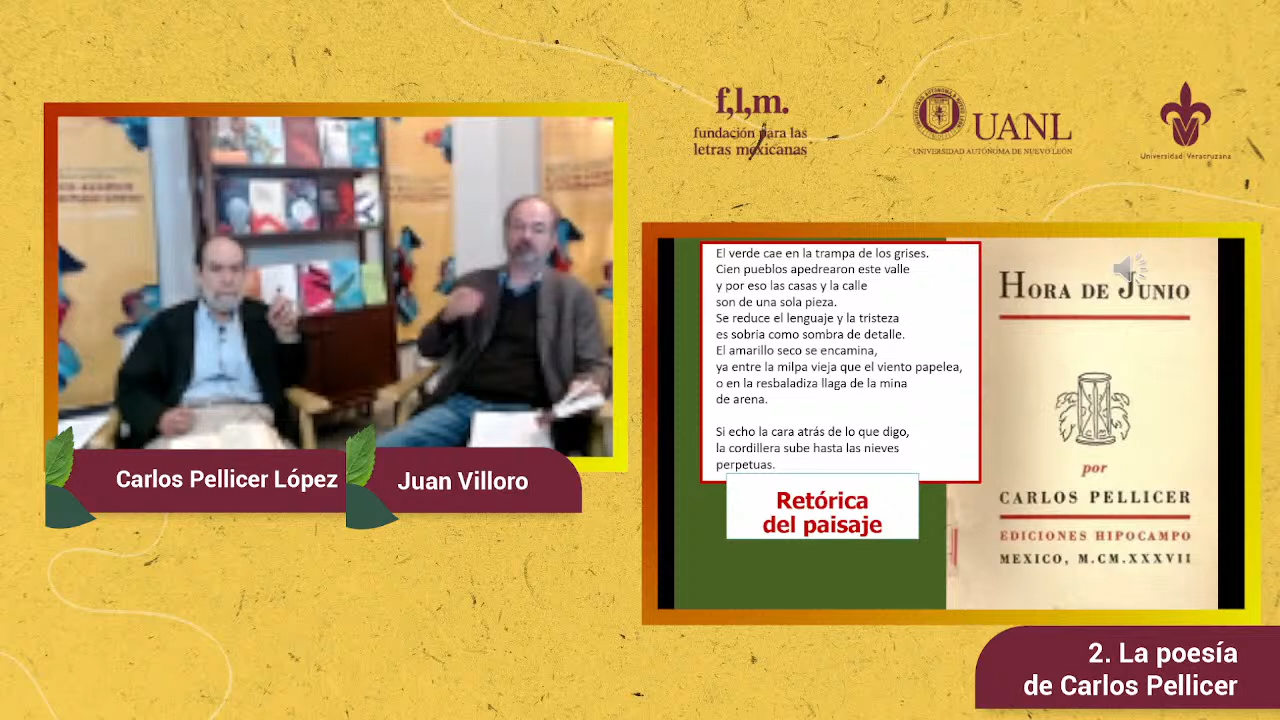 f,l,m.
fundación para las
letras mexicanas
UANL
UNIVERSIDAD AUTÓNOMA DE NUEVO LEÓN
Universidad Veracruzana
El verde cae en la trampa de los grises.
Cien pueblos apedrearon este valle
y por eso las casas y la calle
son de una sola pieza.
Se reduce el lenguaje y la tristeza
es sobria como sombra de detalle.
El amarillo seco se encamina,
ya entre la milpa vieja que el viento papelea,
o en la resbaladiza llaga de la mina
de arena.
Si echo la cara atrás de lo que digo,
la cordillera sube hasta las nieves
perpetuas.
Retórica
del paisaje
HORA DE JUNIO
por
CARLOS PELLICER
EDICIONES HIPOCAMPO
MEXICO, M.CM.XXXVII
Carlos Pellicer López
Juan Villoro
2. La poesía
de Carlos Pellicer